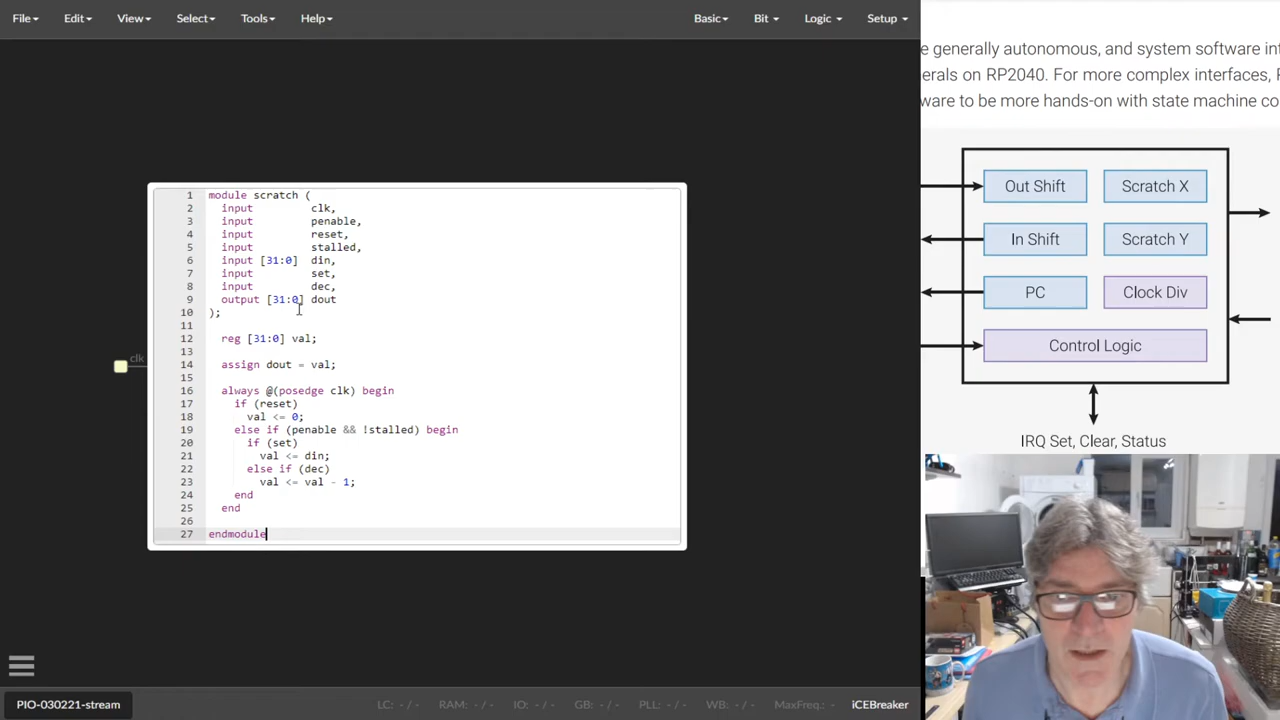 File Edit View Select Tools Help Basic Bit Logic Setup
1 module scratch (
2 input clk,
3 input penable,
4 input reset,
5 input stalled,
6 input [31:0] din,
7 input set,
8 input dec,
9 output [31:0] dout
10 );
11
12 reg [31:0] val;
13
14 assign dout = val;
15
16 always @(posedge clk) begin
17 if (reset)
18 val <= 0;
19 else if (penable && !stalled) begin
20 if (set)
21 val <= din;
22 else if (dec)
23 val <= val - 1;
24 end
25 end
26
27 endmodule
clk
PIO-030221-stream LC: - / - RAM: - / - IO: - / - GB: - / - PLL: - / - WB: - / - MaxFreq.: - iCEBreaker
e generally autonomous, and system software in
erals on RP2040. For more complex interfaces,
ware to be more hands-on with state machine co
Out Shift Scratch X
In Shift Scratch Y
PC Clock Div
Control Logic
IRQ Set, Clear, Status